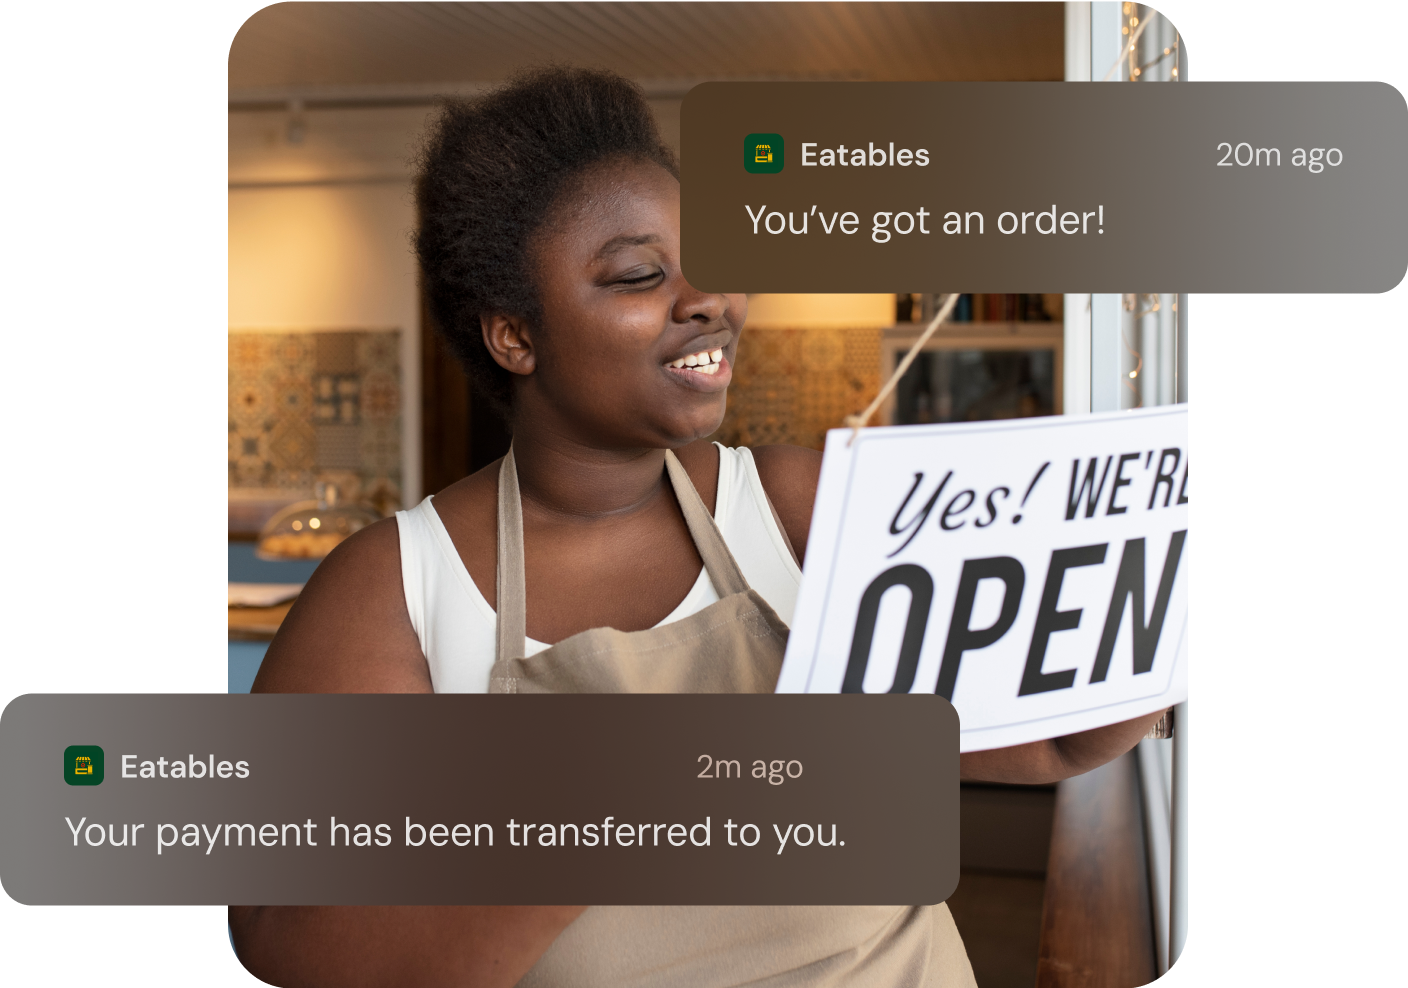 Eatables
20m ago
You’ve got an order!
Yes! WE'RE
OPEN
Eatables
2m ago
Your payment has been transferred to you.